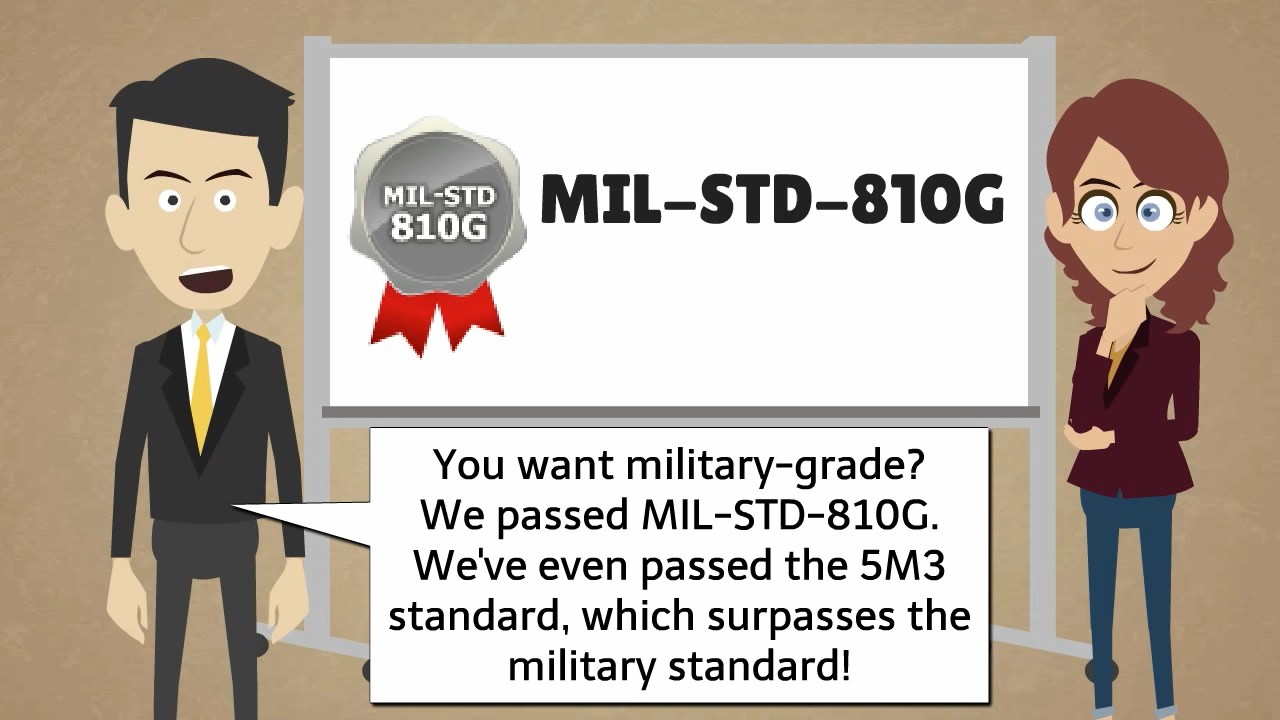 MIL-STD
810G
MIL-STD-810G
You want military-grade?
We passed MIL-STD-810G.
We've even passed the 5M3
standard, which surpasses the
military standard!